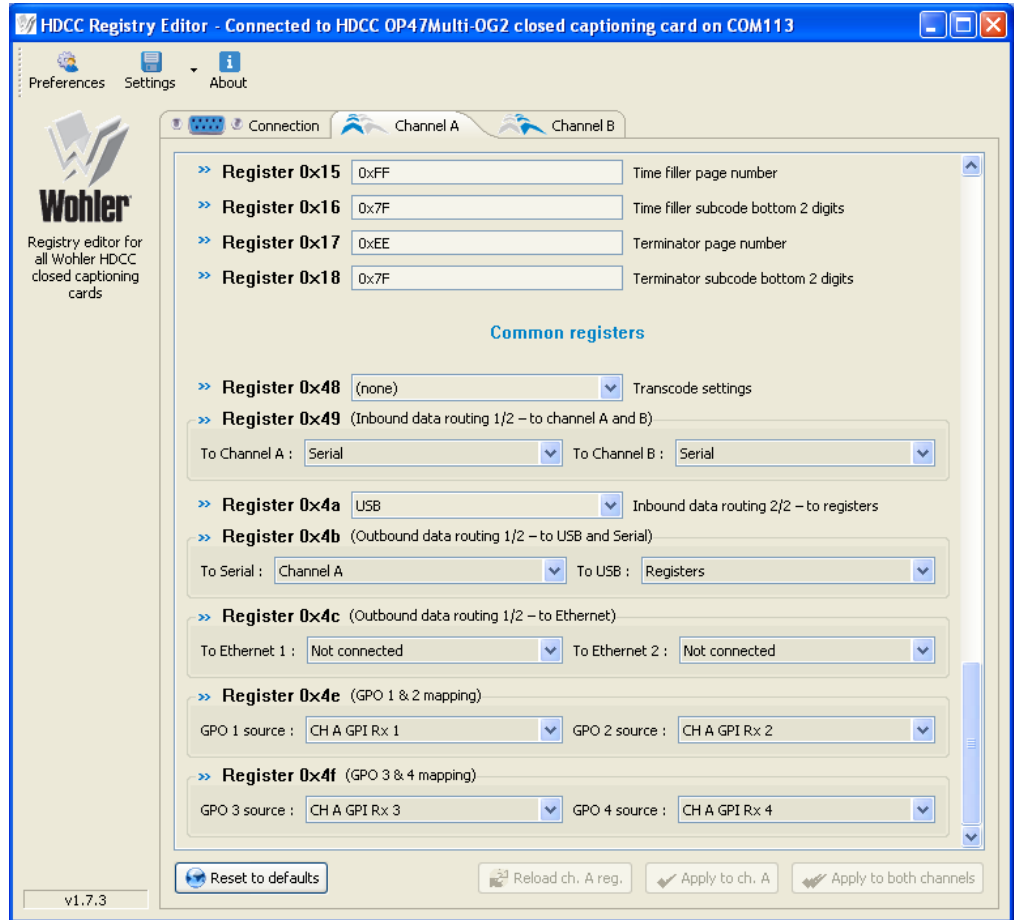 HDCC Registry Editor - Connected to HDCC OP47Multi-OG2 closed captioning card on COM113
Preferences Settings About
Connection Channel A Channel B
Wohler
Registry editor for
all Wohler HDCC
closed captioning
cards
>> Register 0x15 0xFF Time filler page number
>> Register 0x16 0x7F Time filler subcode bottom 2 digits
>> Register 0x17 0xEE Terminator page number
>> Register 0x18 0x7F Terminator subcode bottom 2 digits
Common registers
>> Register 0x48 (none) Transcode settings
>> Register 0x49 (Inbound data routing 1/2 – to channel A and B)
To Channel A : Serial To Channel B : Serial
>> Register 0x4a USB Inbound data routing 2/2 – to registers
>> Register 0x4b (Outbound data routing 1/2 – to USB and Serial)
To Serial : Channel A To USB : Registers
>> Register 0x4c (Outbound data routing 1/2 – to Ethernet)
To Ethernet 1 : Not connected To Ethernet 2 : Not connected
>> Register 0x4e (GPO 1 & 2 mapping)
GPO 1 source : CH A GPI Rx 1 GPO 2 source : CH A GPI Rx 2
>> Register 0x4f (GPO 3 & 4 mapping)
GPO 3 source : CH A GPI Rx 3 GPO 4 source : CH A GPI Rx 4
Reset to defaults Reload ch. A reg. Apply to ch. A Apply to both channels
v1.7.3